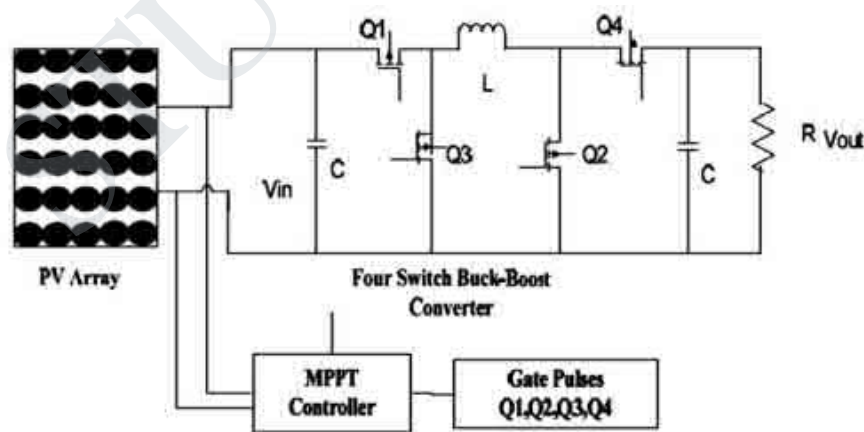 Q1
Q4
L
R Vout
Q3
Q2
Vin
C
C
PV Array
Four Switch Buck-Boost
Converter
MPPT
Controller
Gate Pulses
Q1,Q2,Q3,Q4